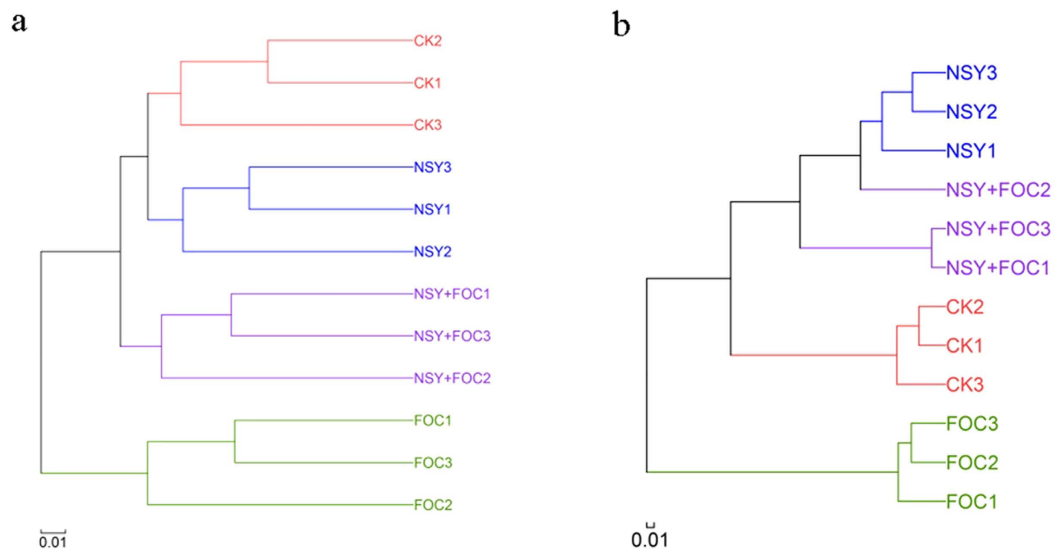 a
CK2
CK1
CK3
NSY3
NSY1
NSY2
NSY+FOC1
NSY+FOC3
NSY+FOC2
FOC1
FOC3
FOC2
0.01
b
NSY3
NSY2
NSY1
NSY+FOC2
NSY+FOC3
NSY+FOC1
CK2
CK1
CK3
FOC3
FOC2
FOC1
0.01